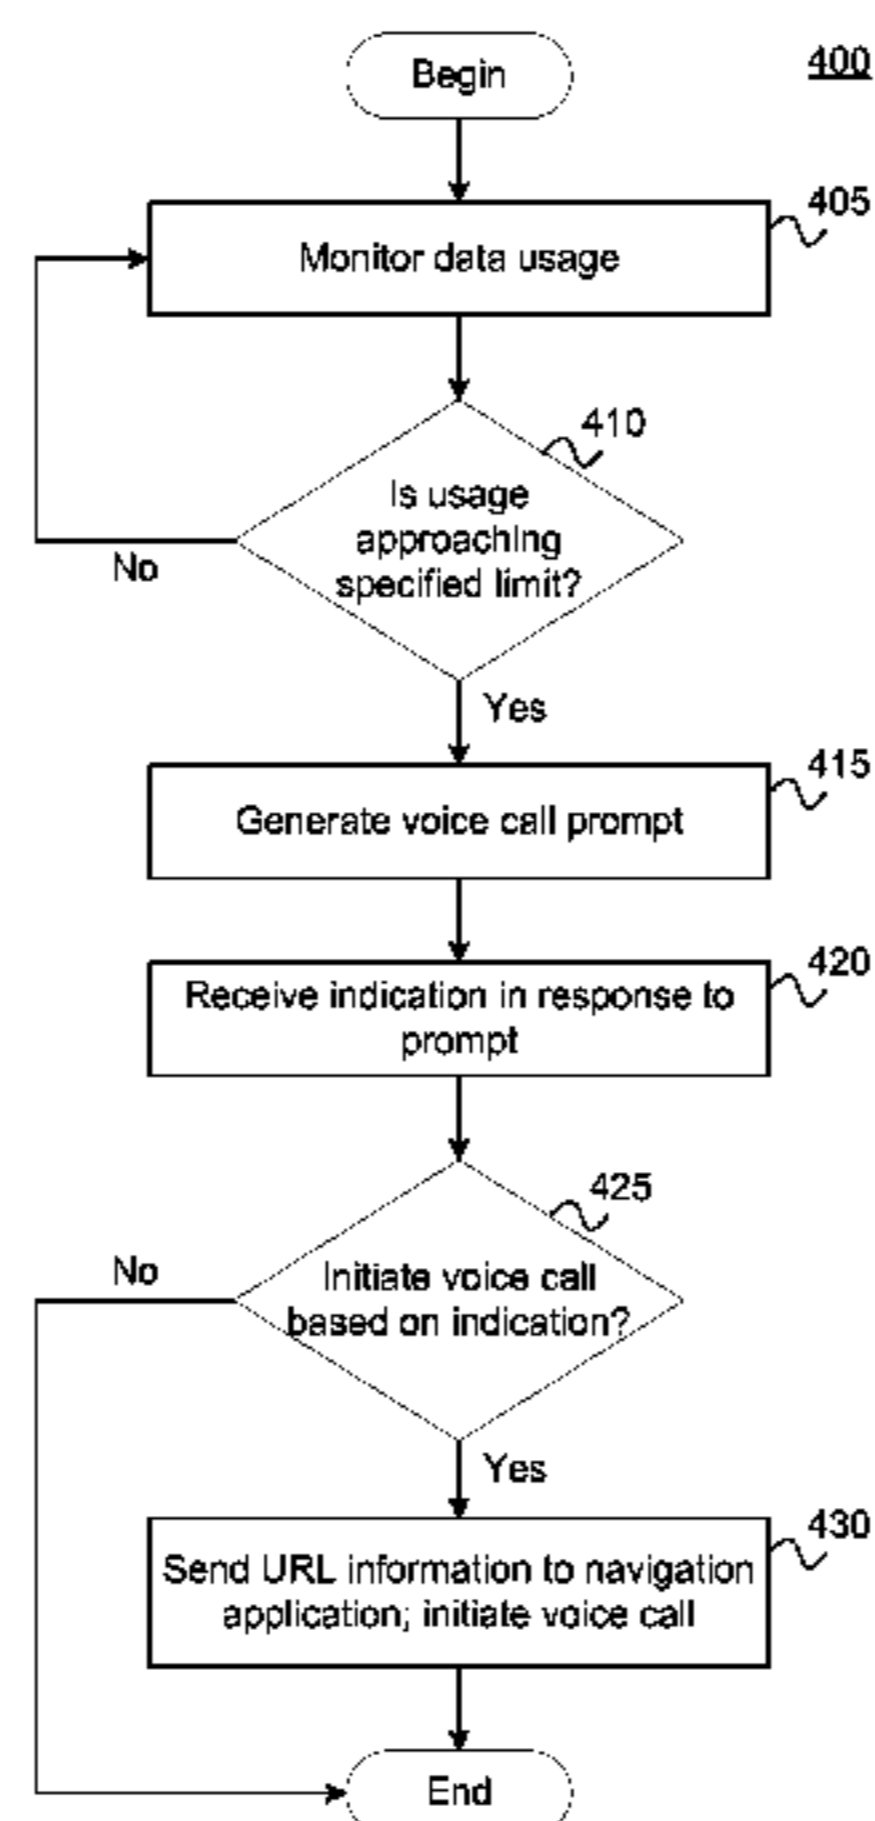 Begin
400
405
Monitor data usage
410
Is usage
approaching
specified limit?
No
Yes
415
Generate voice call prompt
420
Receive indication in response to
prompt
425
No
Initiate voice call
based on indication?
Yes
430
Send URL information to navigation
application; initiate voice call
End